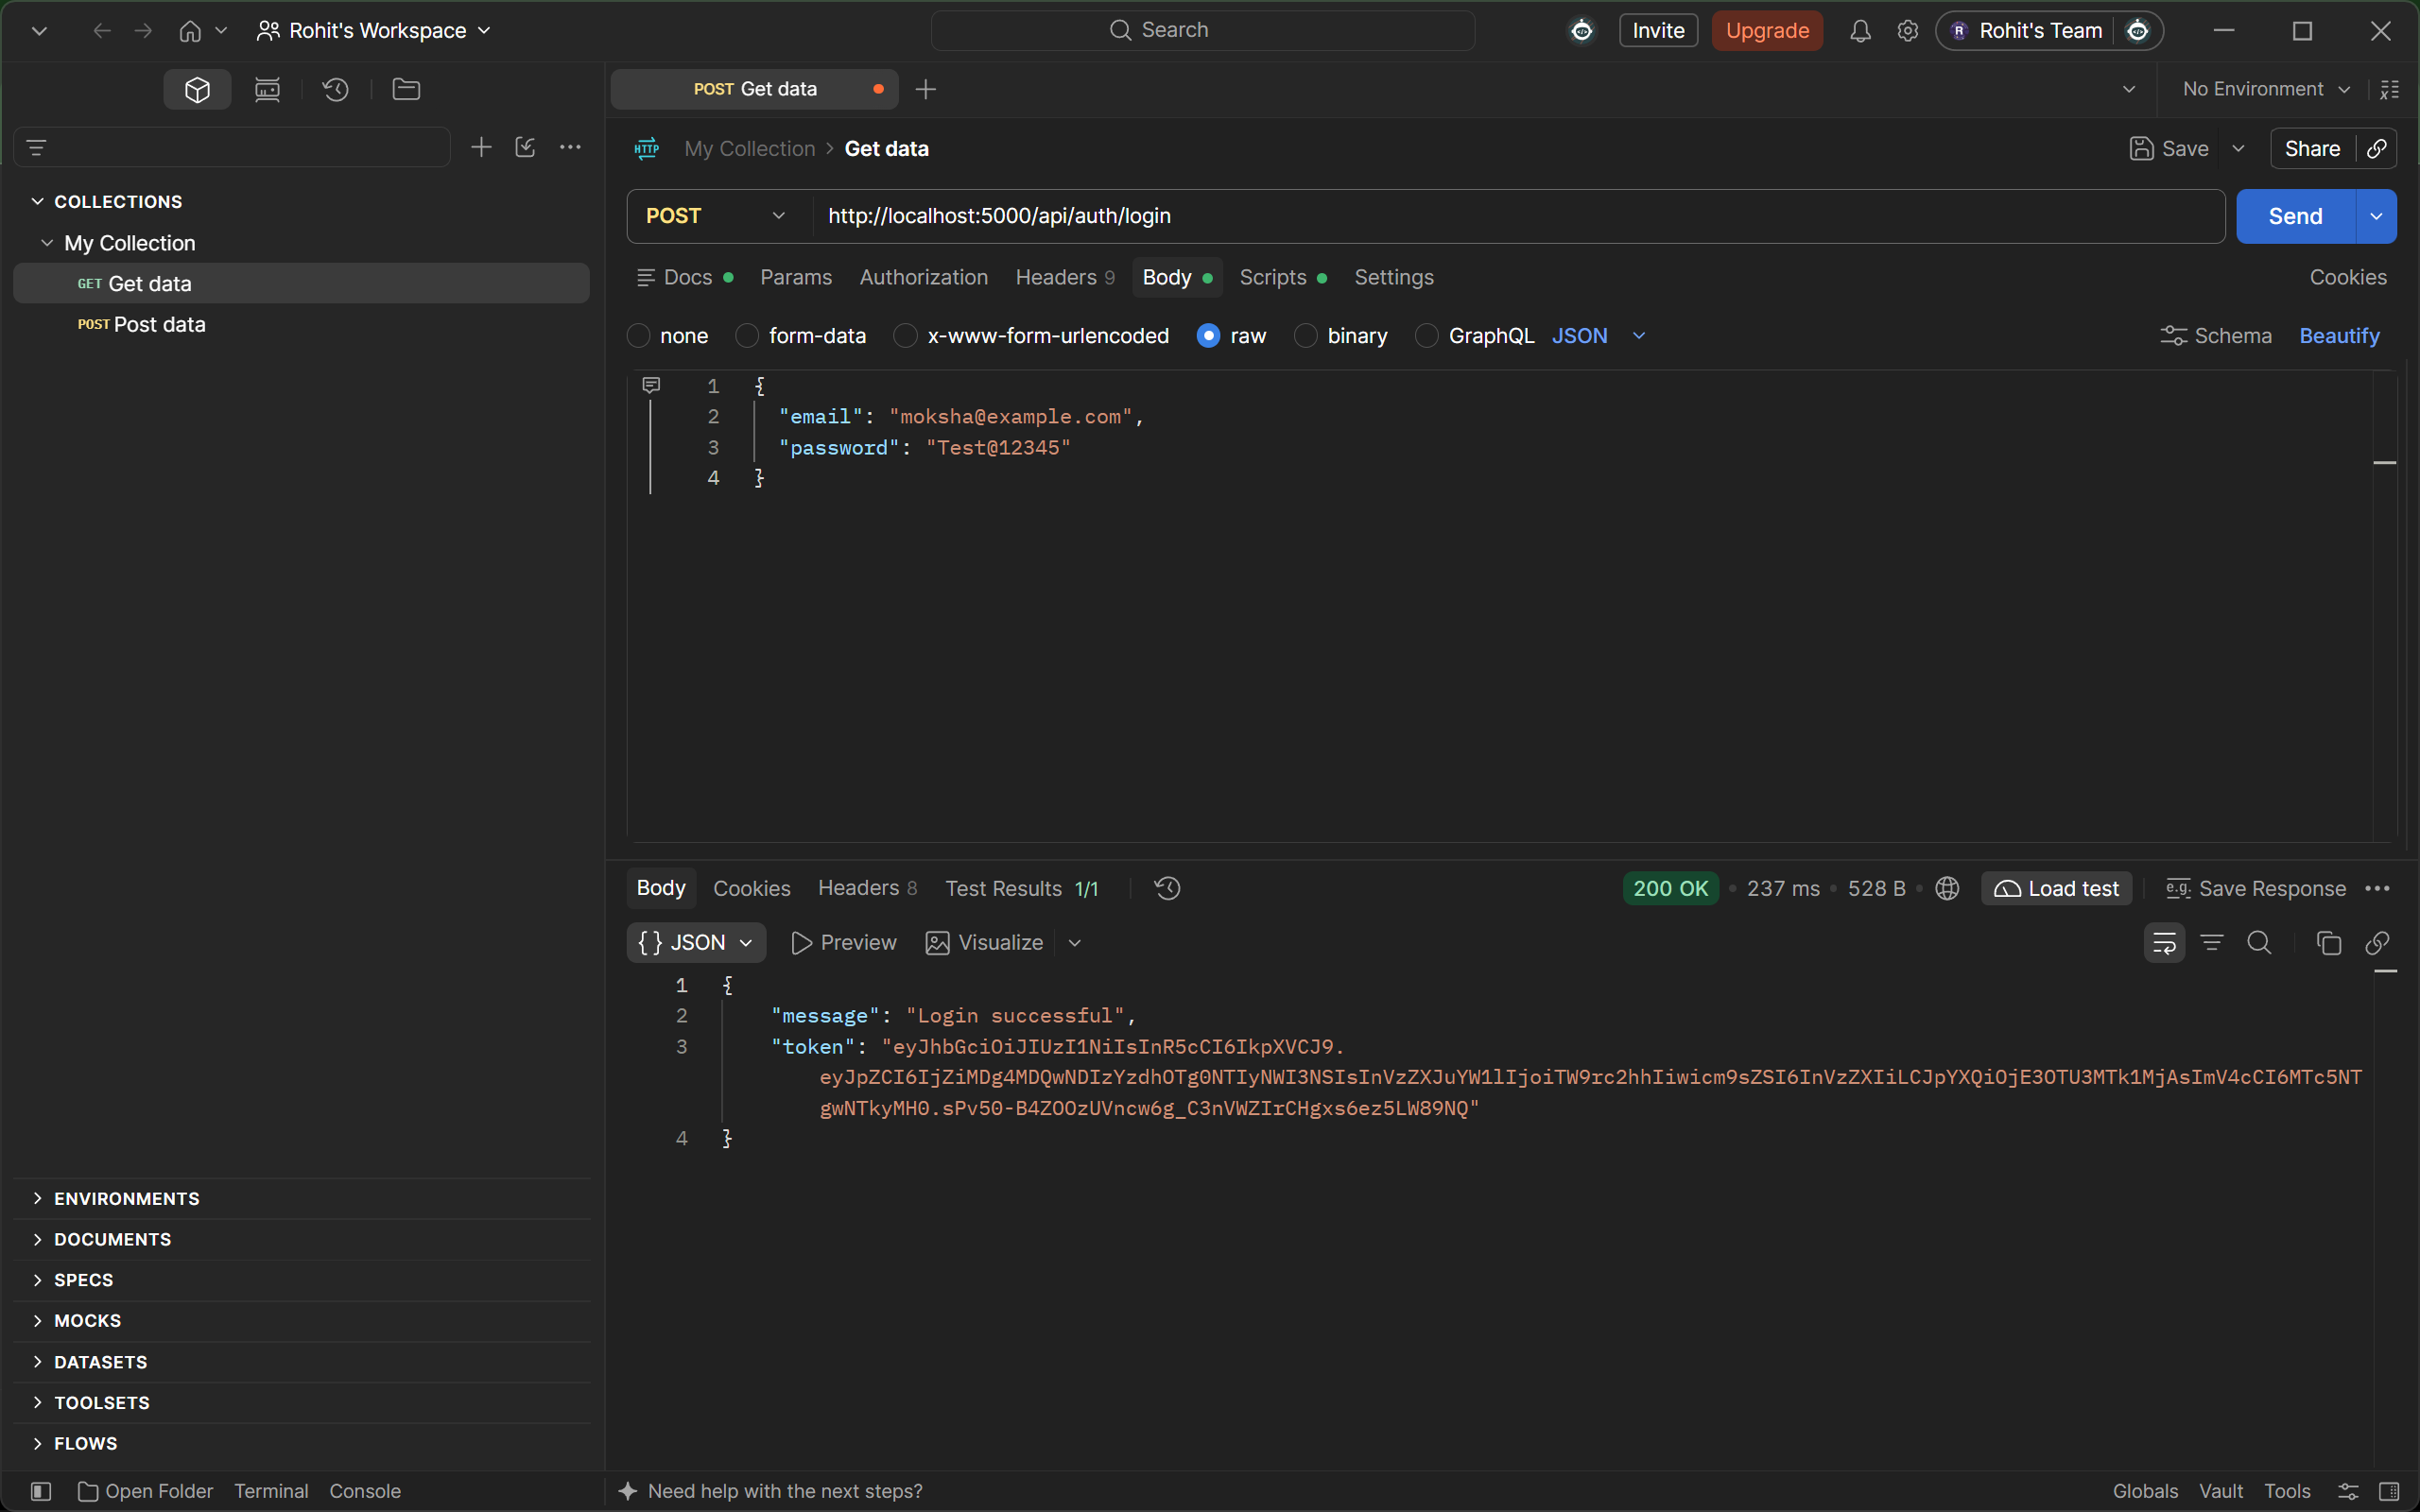 Rohit's Workspace
Search
Invite
Upgrade
R Rohit's Team
POST Get data
No Environment
HTTP My Collection > Get data
Save
Share
COLLECTIONS
My Collection
GET Get data
POST Post data
POST http://localhost:5000/api/auth/login
Send
Docs Params Authorization Headers 9 Body Scripts Settings Cookies
none form-data x-www-form-urlencoded raw binary GraphQL JSON Schema Beautify
1 {
2 "email": "moksha@example.com",
3 "password": "Test@12345"
4 }
Body Cookies Headers 8 Test Results 1/1
200 OK • 237 ms • 528 B • Load test e.g. Save Response
{} JSON Preview Visualize
1 {
2 "message": "Login successful",
3 "token": "eyJhbGciOiJIUzI1NiIsInR5cCI6IkpXVCJ9.
eyJpZCI6IjZiMDg4MDQwNDIzYzdhOTg0NTIyNWI3NSIsInVzZXJuYW1lIjoiTW9rc2hhIiwicm9sZSI6InVzZXIiLCJpYXQiOjE3OTU3MTk1MjAsImV4cCI6MTc5NT
gwNTkyMH0.sPv50-B4ZOOzUVncw6g_C3nVWZIrCHgxs6ez5LW89NQ"
4 }
ENVIRONMENTS
DOCUMENTS
SPECS
MOCKS
DATASETS
TOOLSETS
FLOWS
Open Folder Terminal Console
Need help with the next steps?
Globals Vault Tools